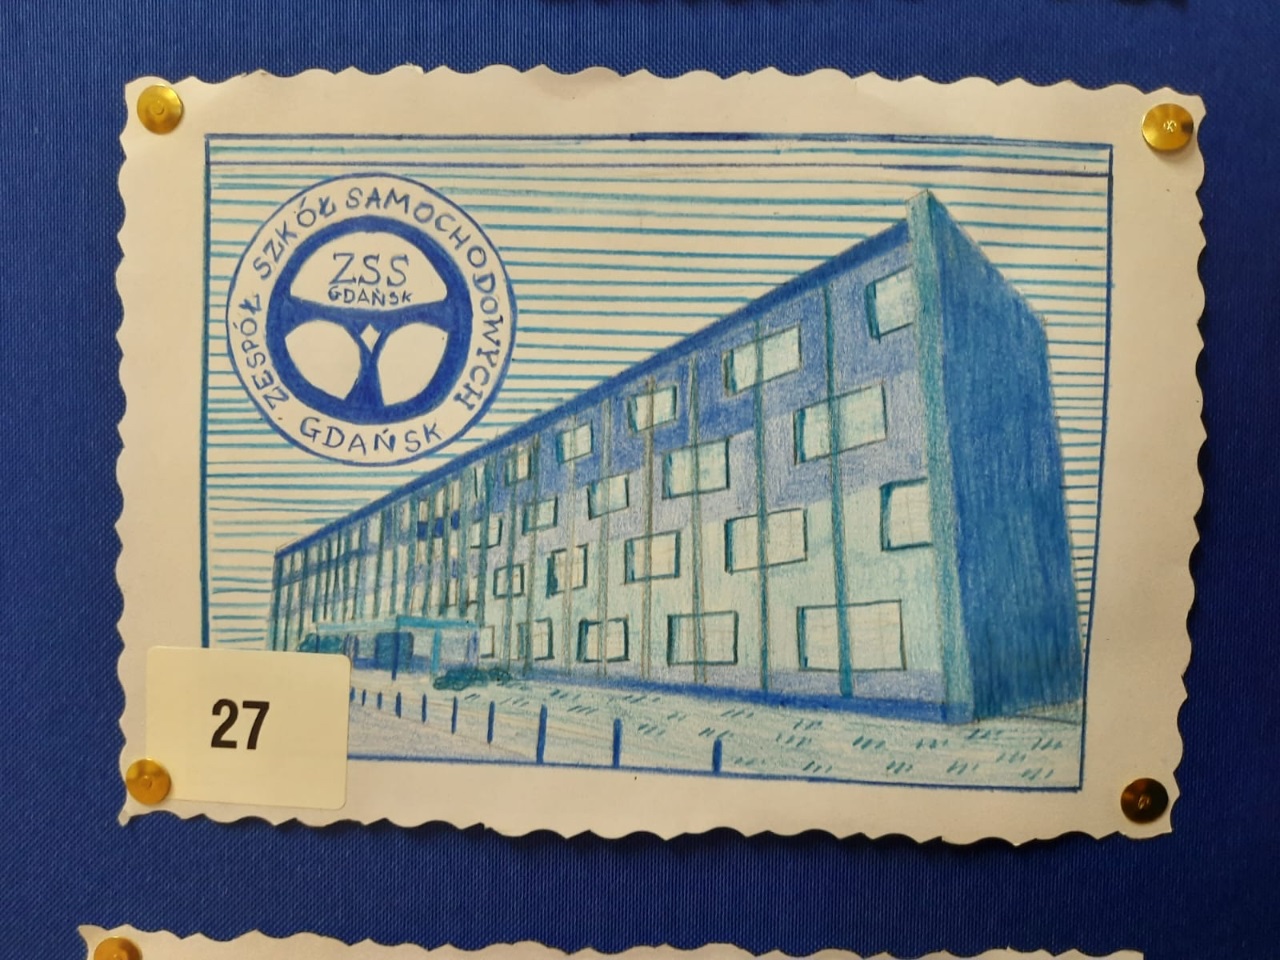 ZESPÓŁ SZKÓŁ SAMOCHODOWYCH
GDAŃSK
ZSS
GDAŃSK
27